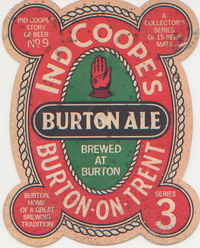 IND COOPE'S
STORY
OF BEER
No 9
A
COLLECTOR'S
SERIES
OF 15 BEER
MATS
IND COOPE'S
BURTON ALE
BREWED
AT
BURTON
BURTON-ON-TRENT
BURTON,
HOME
OF A GREAT
BREWING
TRADITION
SERIES
3